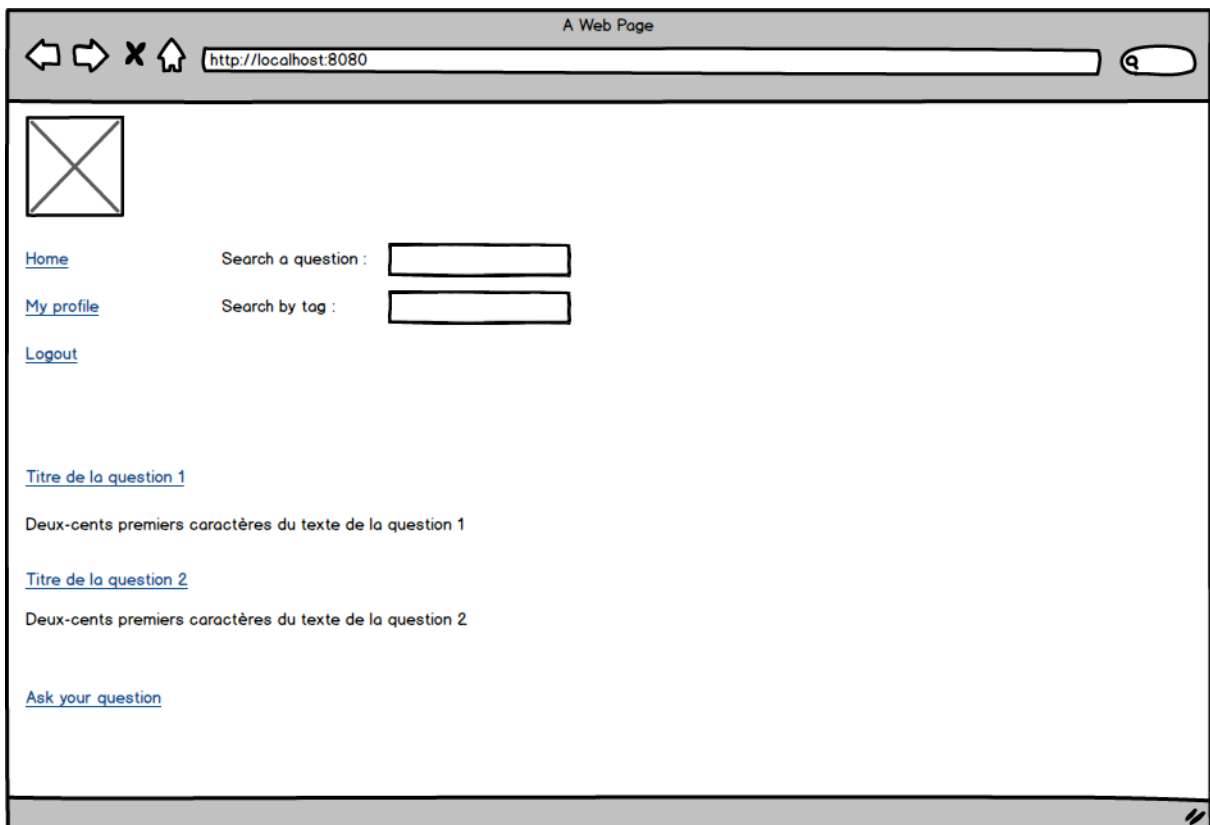 A Web Page
http://localhost:8080
Home
Search a question :
My profile
Search by tag :
Logout
Titre de la question 1
Deux-cents premiers caractères du texte de la question 1
Titre de la question 2
Deux-cents premiers caractères du texte de la question 2
Ask your question